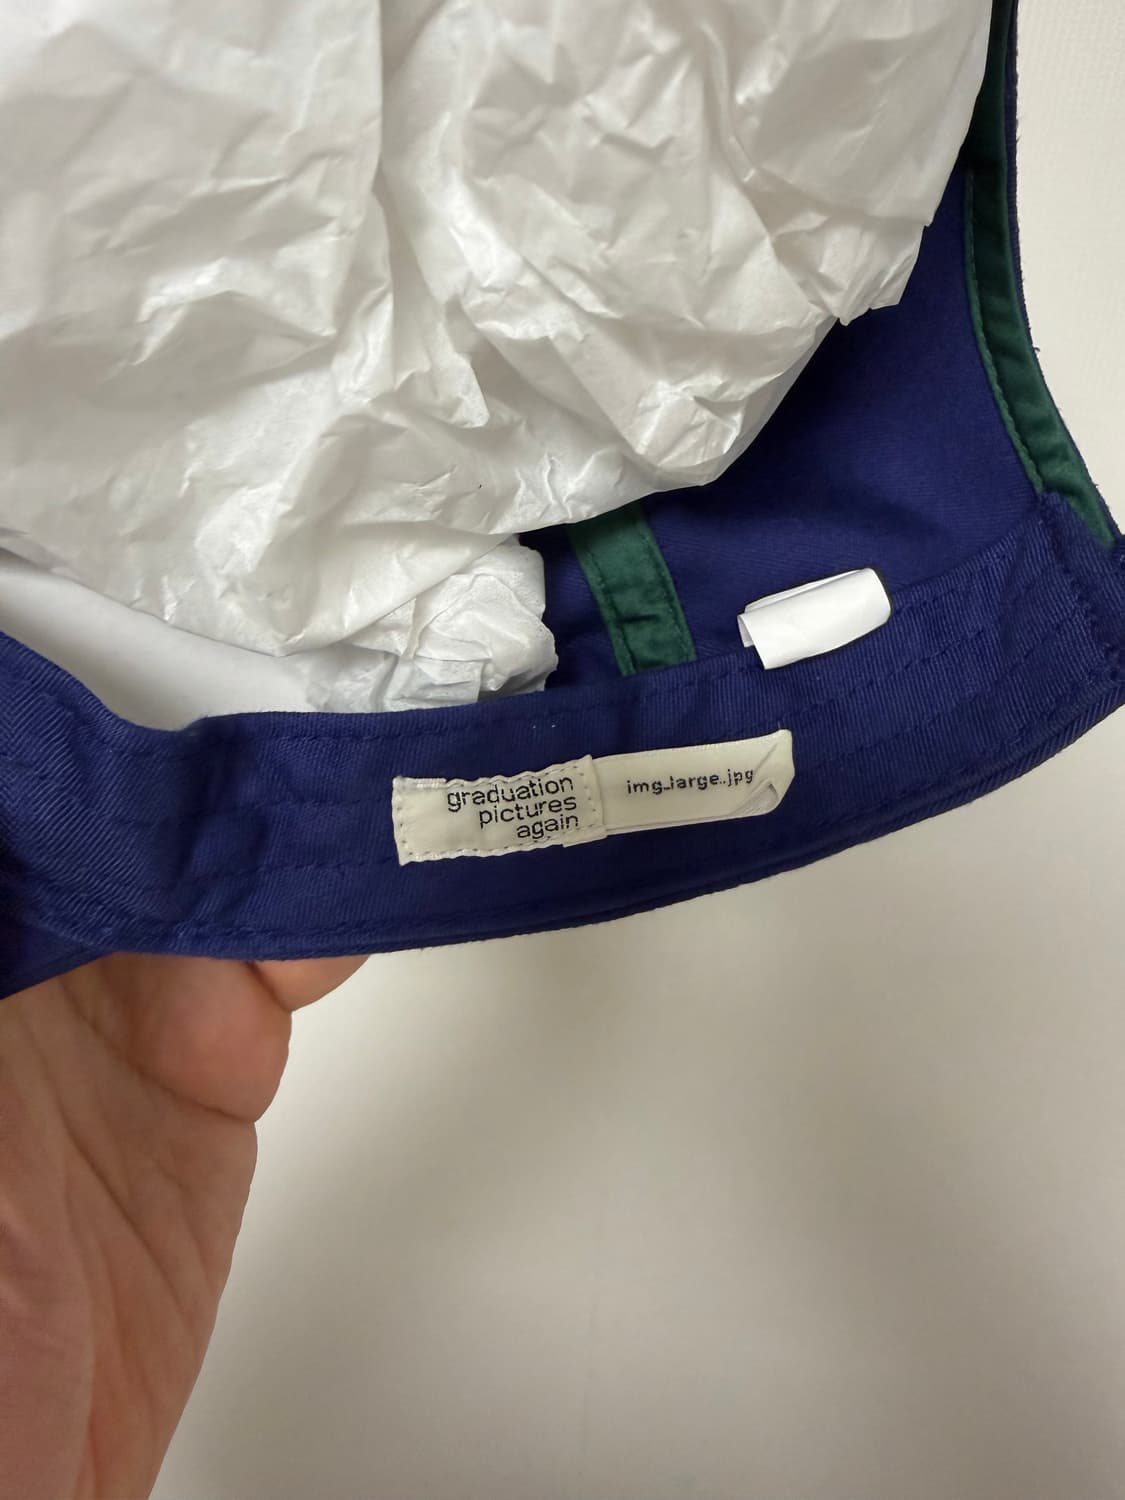 graduation
pictures
again
img_large..jpg